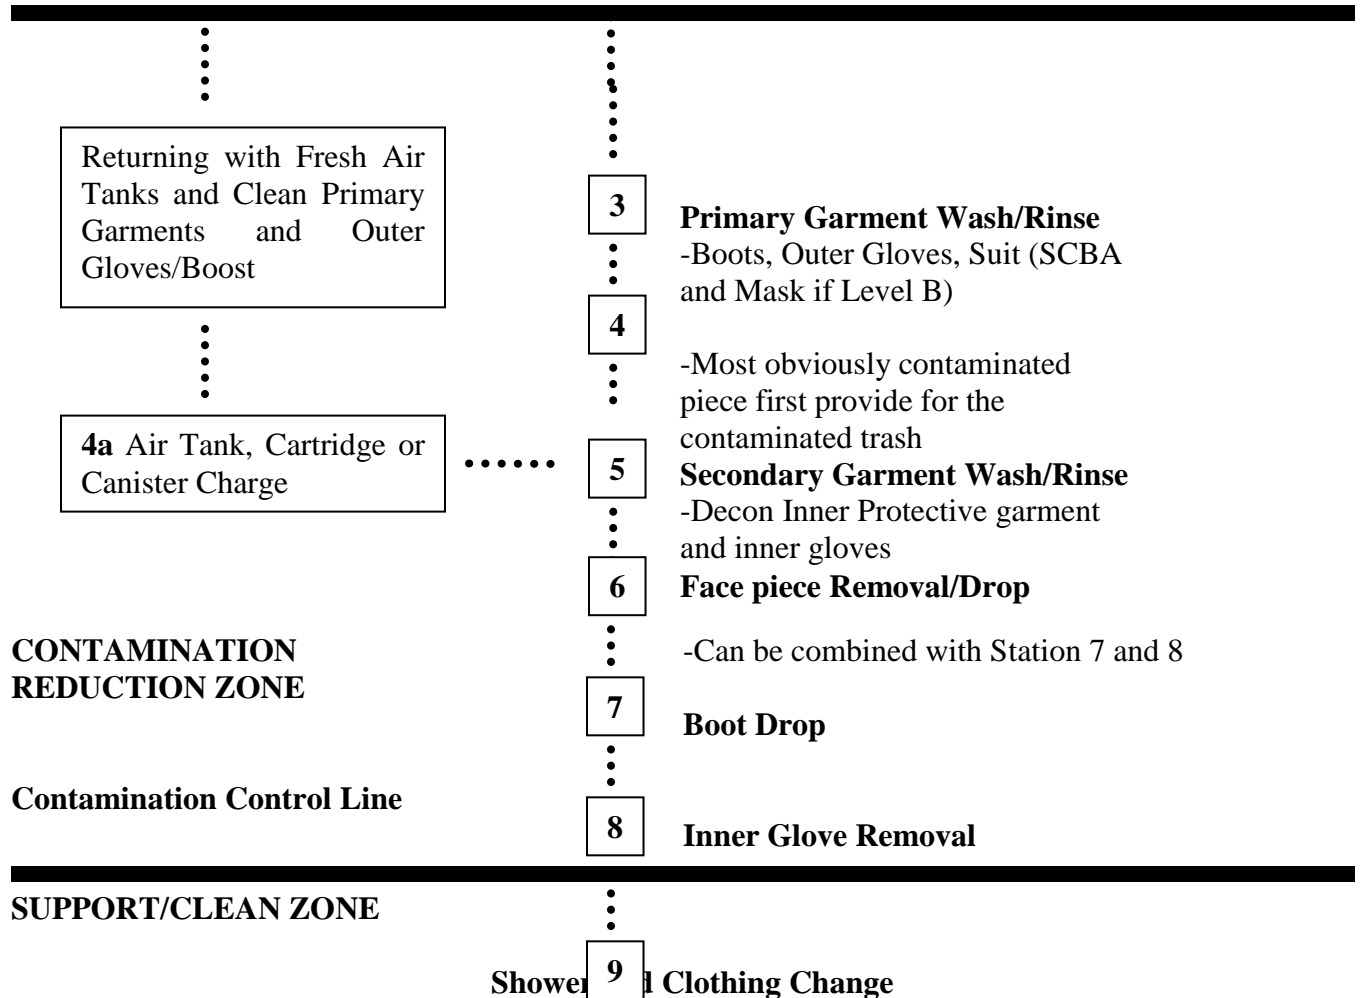 Returning with Fresh Air
Tanks and Clean Primary
Garments and Outer
Gloves/Boost
3
Primary Garment Wash/Rinse
-Boots, Outer Gloves, Suit (SCBA
and Mask if Level B)
4
-Most obviously contaminated
piece first provide for the
contaminated trash
4a Air Tank, Cartridge or
Canister Charge
5
Secondary Garment Wash/Rinse
-Decon Inner Protective garment
and inner gloves
6
Face piece Removal/Drop
CONTAMINATION
REDUCTION ZONE
-Can be combined with Station 7 and 8
7
Boot Drop
Contamination Control Line
8
Inner Glove Removal
SUPPORT/CLEAN ZONE
9
Clothing Change